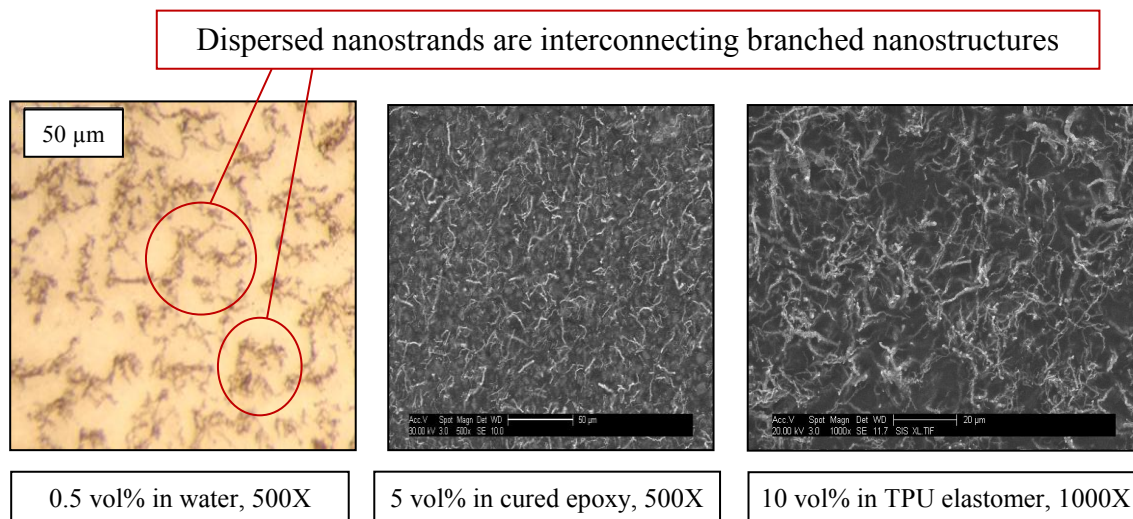 Dispersed nanostrands are interconnecting branched nanostructures
50 μm
Acc.V Spot Magn Det WD 50 μm
30.00 kV 3.0 500x SE 10.0
Acc.V Spot Magn Det WD 20 μm
20.00 kV 3.0 1000x SE 11.7 SIS XL.TIF
0.5 vol% in water, 500X
5 vol% in cured epoxy, 500X
10 vol% in TPU elastomer, 1000X